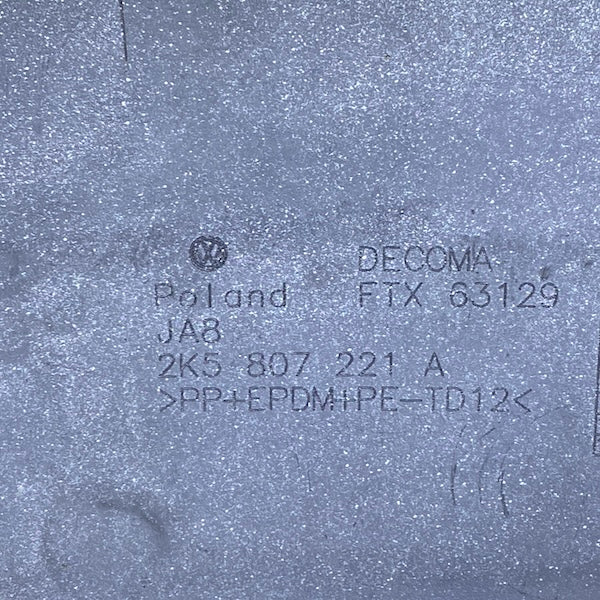 DECOMA
Poland FTX 63129
JA8
2K5 807 221 A
>PP+EPDM+PE-TD12<